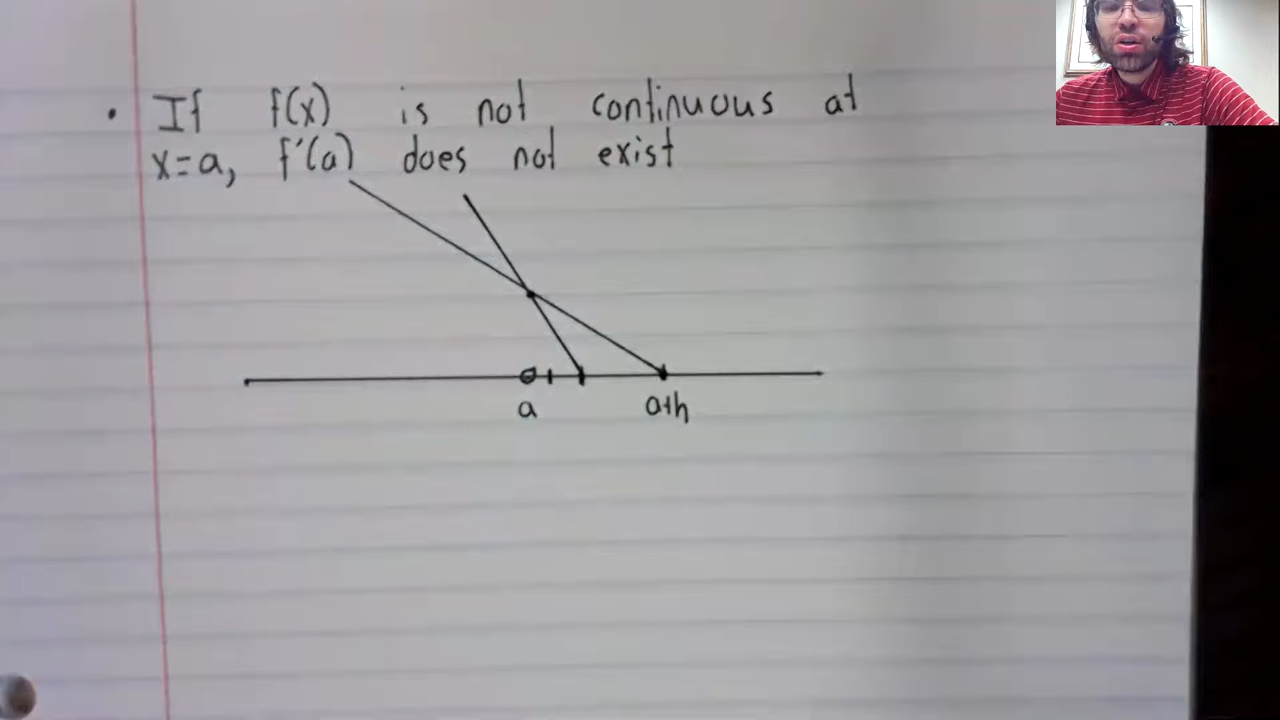 • If f(x) is not continuous at
x=a, f'(a) does not exist
a a+h